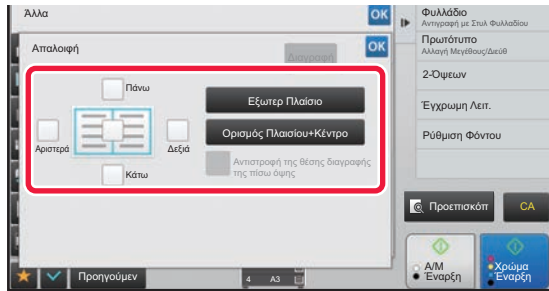 Άλλα
OK
Απαλοιφή
Διαγραφή
OK
Πάνω
Αριστερά
Δεξιά
Κάτω
Εξωτερ Πλαίσιο
Ορισμός Πλαισίου+Κέντρο
Αντιστροφή της θέσης διαγραφής
της πίσω όψης
Προηγούμεν
4 A3
Φυλλάδιο
Αντιγραφή με Στυλ Φυλλαδίου
Πρωτότυπο
Αλλαγή Μεγέθους/Διεύθ
2-Όψεων
Έγχρωμη Λειτ.
Ρύθμιση Φόντου
Προεπισκόπ
CA
Α/Μ
Έναρξη
Χρώμα
Έναρξη